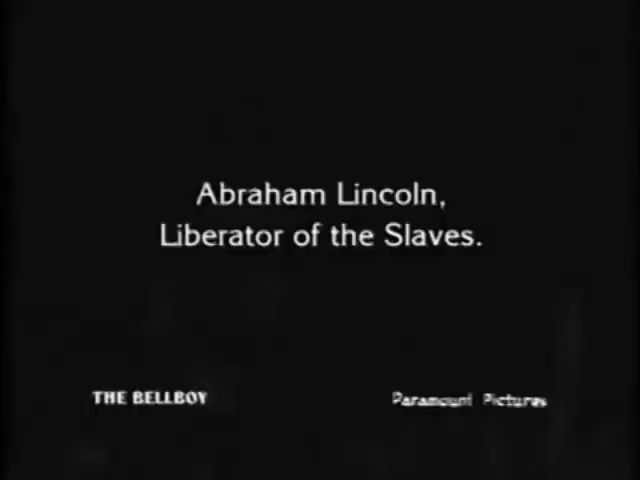 Abraham Lincoln,
Liberator of the Slaves.
THE BELLBOY
Paramount Pictures